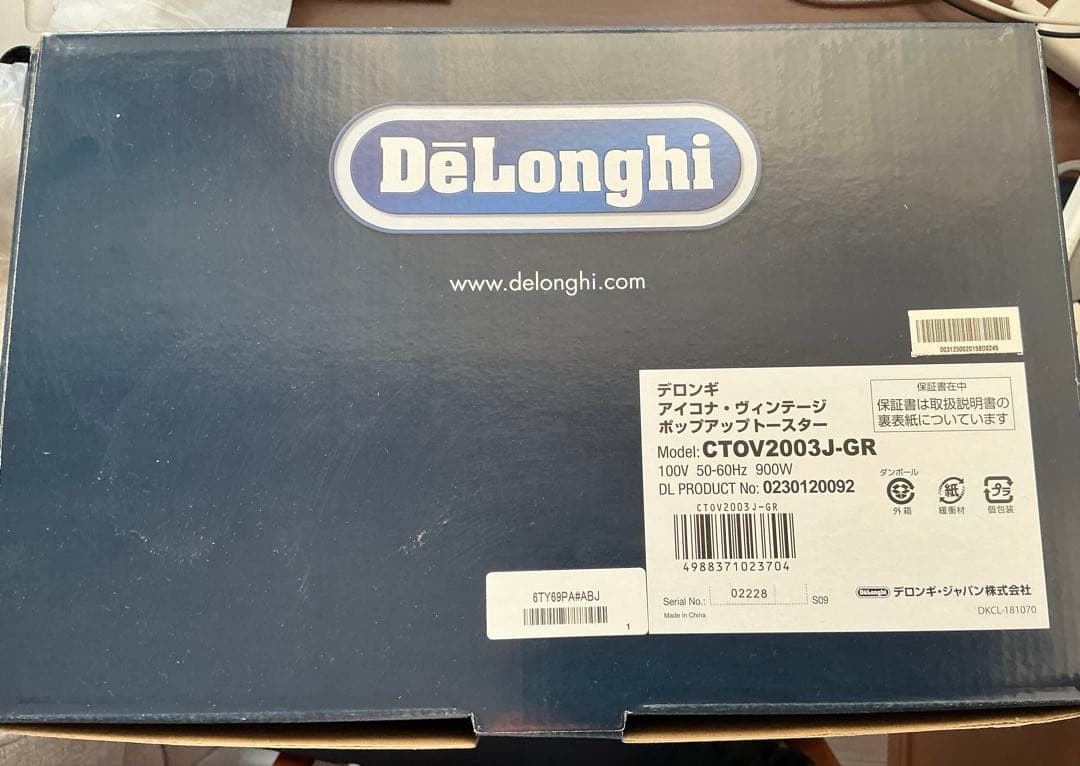 DeLonghi
www.delonghi.com
0031250020158D0245
デロンギ
アイコナ・ヴィンテージ
ポップアップトースター
保証書在中
保証書は取扱説明書の
裏表紙についています
Model: CTOV2003J-GR
100V 50-60Hz 900W
DL PRODUCT No: 0230120092
ダンボール
外箱
紙
緩衝材
プラ
個包装
CTOV2003J-GR
4988371023704
6TY69PA#ABJ
1
Serial No.: 02228 S09
Made in China
DeLonghi デロンギ・ジャパン株式会社
DKCL-181070